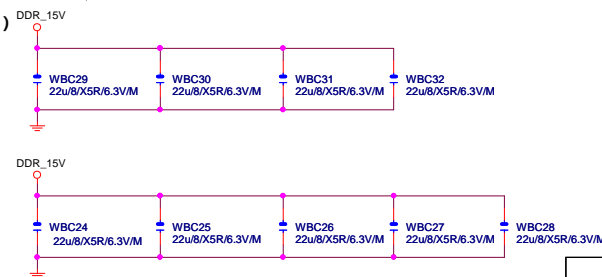 )
DDR_15V
WBC29 WBC30 WBC31 WBC32
22u/8/X5R/6.3V/M 22u/8/X5R/6.3V/M 22u/8/X5R/6.3V/M 22u/8/X5R/6.3V/M
DDR_15V
WBC24 WBC25 WBC26 WBC27 WBC28
22u/8/X5R/6.3V/M 22u/8/X5R/6.3V/M 22u/8/X5R/6.3V/M 22u/8/X5R/6.3V/M 22u/8/X5R/6.3V/M